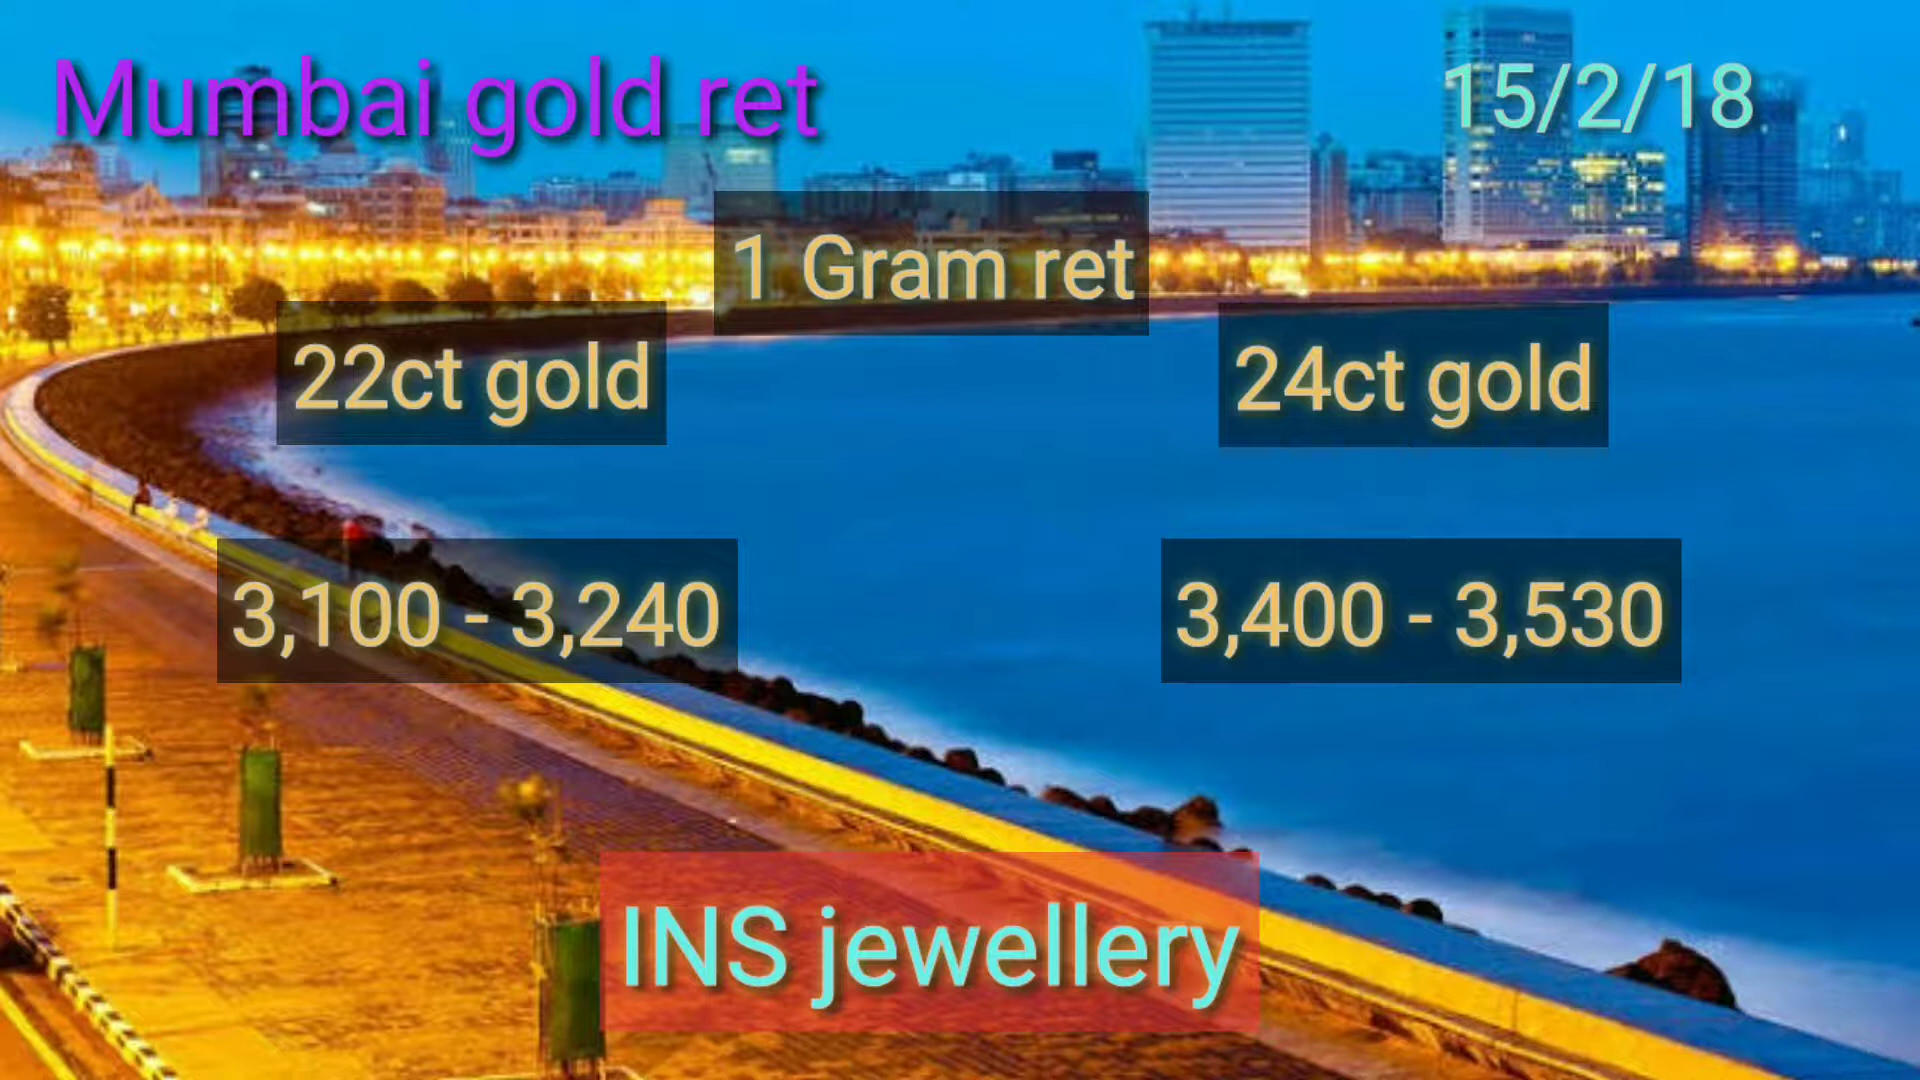 Mumbai gold ret
15/2/18
1 Gram ret
22ct gold
24ct gold
3,100 - 3,240
3,400 - 3,530
INS jewellery